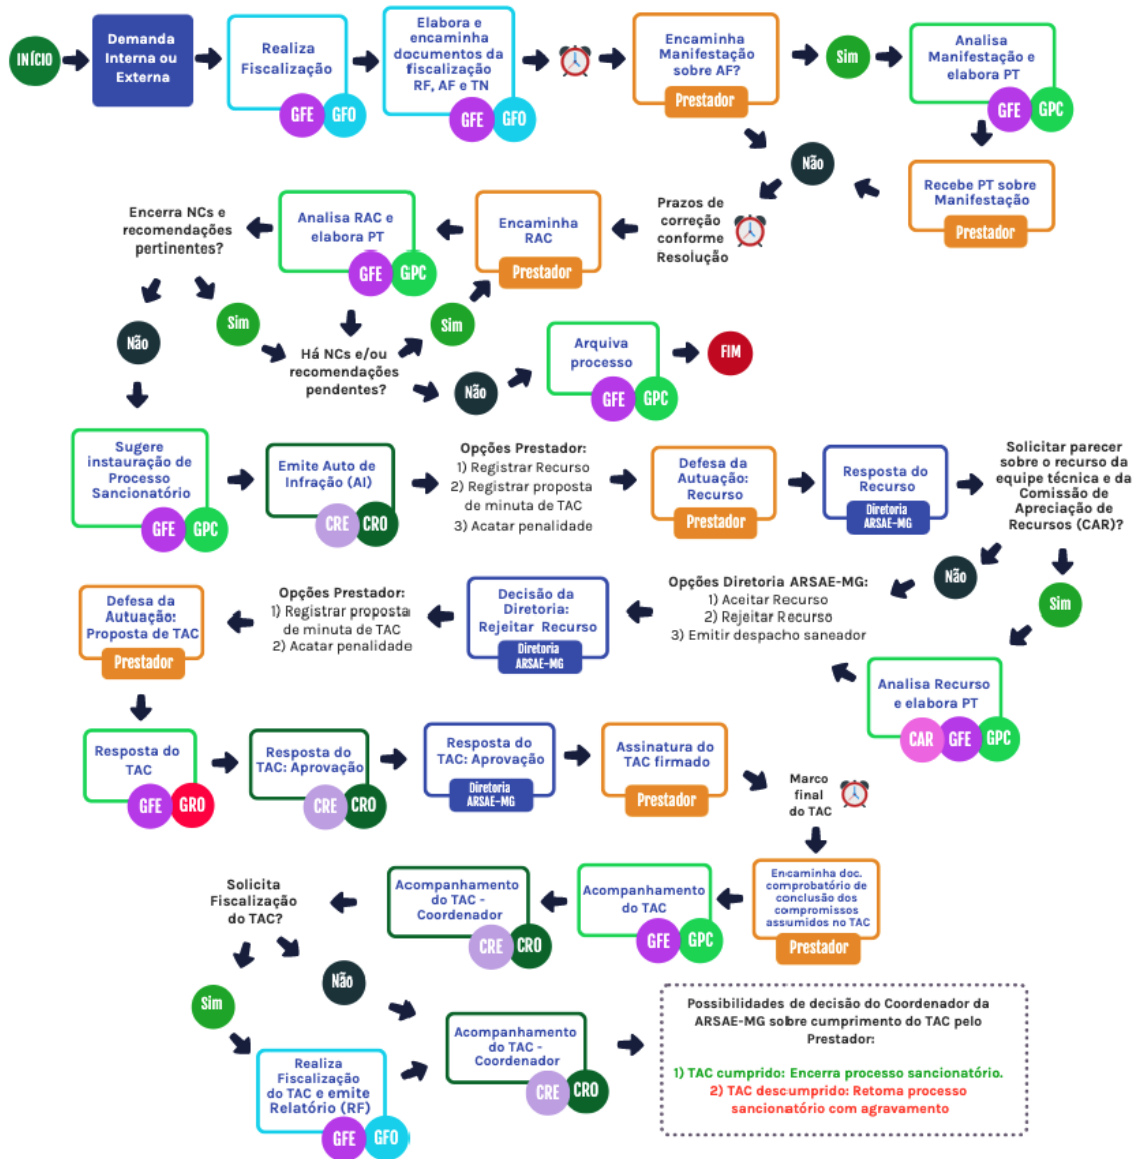 INÍCIO
Demanda
Interna ou
Externa
Realiza
Fiscalização
GFE
GFO
Elabora e
encaminha
documentos da
fiscalização
RF, AF e TN
GFE
GFO
Encaminha
Manifestação
sobre AF?
Prestador
Sim
Analisa
Manifestação e
elabora PT
GFE
GPC
Não
Recebe PT sobre
Manifestação
Prestador
Prazos de
correção
conforme
Resolução
Encaminha
RAC
Prestador
Analisa RAC e
elabora PT
GFE
GPC
Encerra NCs e
recomendações
pertinentes?
Não
Sim
Há NCs e/ou
recomendações
pendentes?
Sim
Não
Arquiva
processo
GFE
GPC
FIM
Sugere
instauração de
Processo
Sancionatório
GFE
GPC
Emite Auto de
Infração (AI)
CRE
CRO
Opções Prestador:
1) Registrar Recurso
2) Registrar proposta
de minuta de TAC
3) Acatar penalidade
Defesa da
Autuação:
Recurso
Prestador
Resposta do
Recurso
Diretoria
ARSAE-MG
Solicitar parecer
sobre o recurso da
equipe técnica e da
Comissão de
Apreciação de
Recursos (CAR)?
Não
Sim
Analisa Recurso
e elabora PT
CAR
GFE
GPC
Opções Diretoria ARSAE-MG:
1) Aceitar Recurso
2) Rejeitar Recurso
3) Emitir despacho saneador
Decisão da
Diretoria:
Rejeitar Recurso
Diretoria
ARSAE-MG
Opções Prestador:
1) Registrar proposta
de minuta de TAC
2) Acatar penalidade
Defesa da
Autuação:
Proposta de TAC
Prestador
Resposta do
TAC
GFE
GRO
Resposta do
TAC: Aprovação
CRE
CRO
Resposta do
TAC: Aprovação
Diretoria
ARSAE-MG
Assinatura do
TAC firmado
Prestador
Marco
final
do TAC
Encaminha doc.
comprobatório de
conclusão dos
compromissos
assumidos no TAC
Prestador
Acompanhamento
do TAC
GFE
GPC
Acompanhamento
do TAC -
Coordenador
CRE
CRO
Solicita
Fiscalização
do TAC?
Sim
Não
Realiza
Fiscalização
do TAC e emite
Relatório (RF)
GFE
GFO
Acompanhamento
do TAC -
Coordenador
CRE
CRO
Possibilidades de decisão do Coordenador da
ARSAE-MG sobre cumprimento do TAC pelo
Prestador:
1) TAC cumprido: Encerra processo sancionatório.
2) TAC descumprido: Retoma processo
sancionatório com agravamento